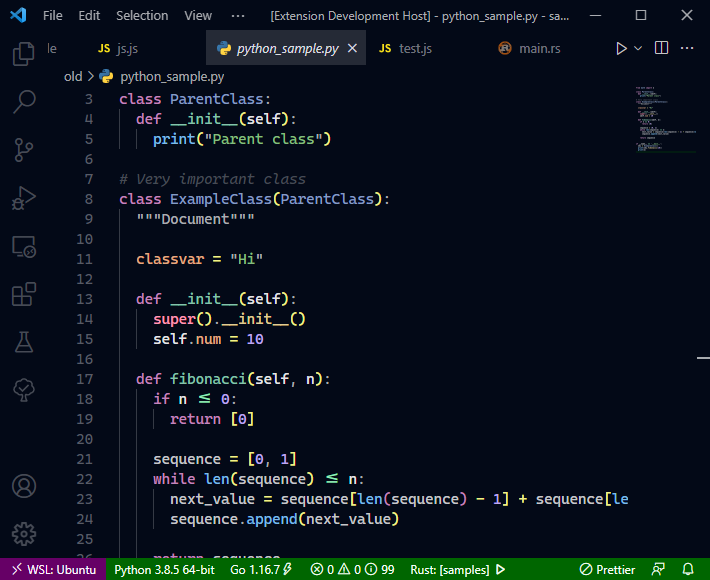 File Edit Selection View ··· [Extension Development Host] - python_sample.py - sa...
le JS js.js python_sample.py JS test.js main.rs
old > python_sample.py
3 class ParentClass:
4 def __init__(self):
5 print("Parent class")
6
7 # Very important class
8 class ExampleClass(ParentClass):
9 """Document"""
10
11 classvar = "Hi"
12
13 def __init__(self):
14 super().__init__()
15 self.num = 10
16
17 def fibonacci(self, n):
18 if n ≤ 0:
19 return [0]
20
21 sequence = [0, 1]
22 while len(sequence) ≤ n:
23 next_value = sequence[len(sequence) - 1] + sequence[le
24 sequence.append(next_value)
25
26 return sequence
WSL: Ubuntu Python 3.8.5 64-bit Go 1.16.7 0 0 99 Rust: [samples] Prettier